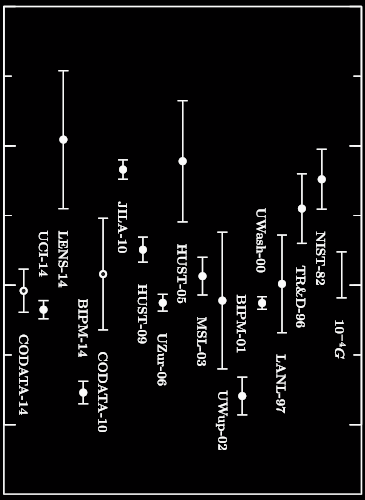 CODATA-14
UCI-14
LENS-14
BIPM-14
CODATA-10
JILA-10
HUST-09
UZur-06
HUST-05
MSL-03
UWup-02
BIPM-01
UWash-00
LANL-97
TR&D-96
NIST-82
10⁻⁴G